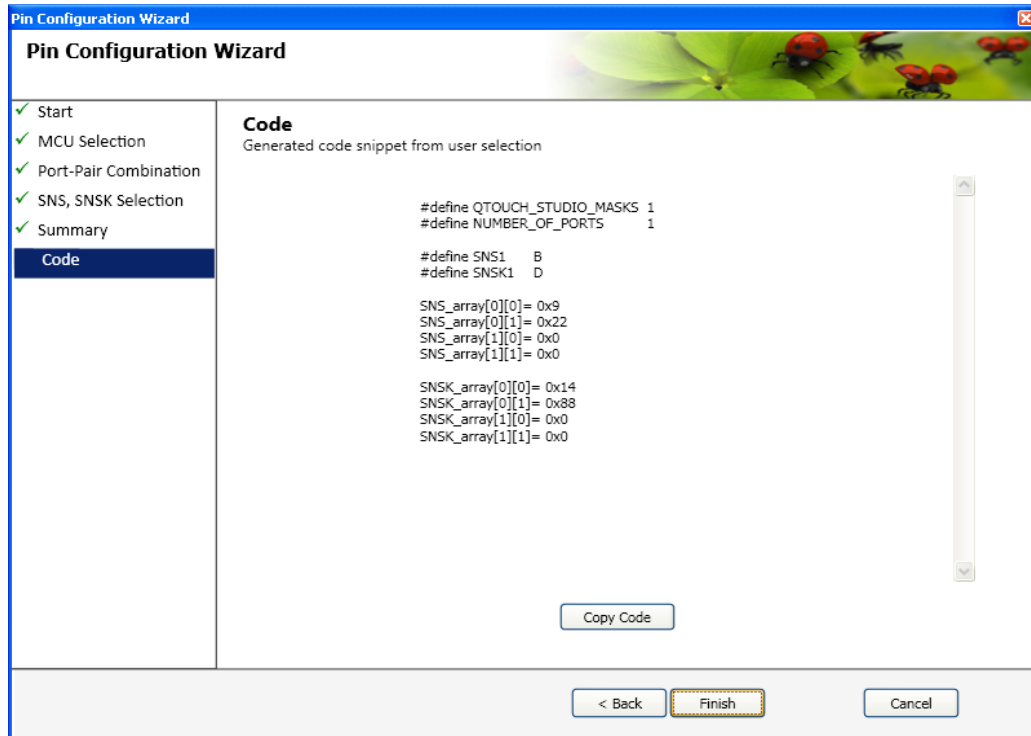 Pin Configuration Wizard
Pin Configuration Wizard
Start
MCU Selection
Port-Pair Combination
SNS, SNSK Selection
Summary
Code
Code
Generated code snippet from user selection
#define QTOUCH_STUDIO_MASKS 1
#define NUMBER_OF_PORTS 1
#define SNS1 B
#define SNSK1 D
SNS_array[0][0]= 0x9
SNS_array[0][1]= 0x22
SNS_array[1][0]= 0x0
SNS_array[1][1]= 0x0
SNSK_array[0][0]= 0x14
SNSK_array[0][1]= 0x88
SNSK_array[1][0]= 0x0
SNSK_array[1][1]= 0x0
Copy Code
< Back
Finish
Cancel